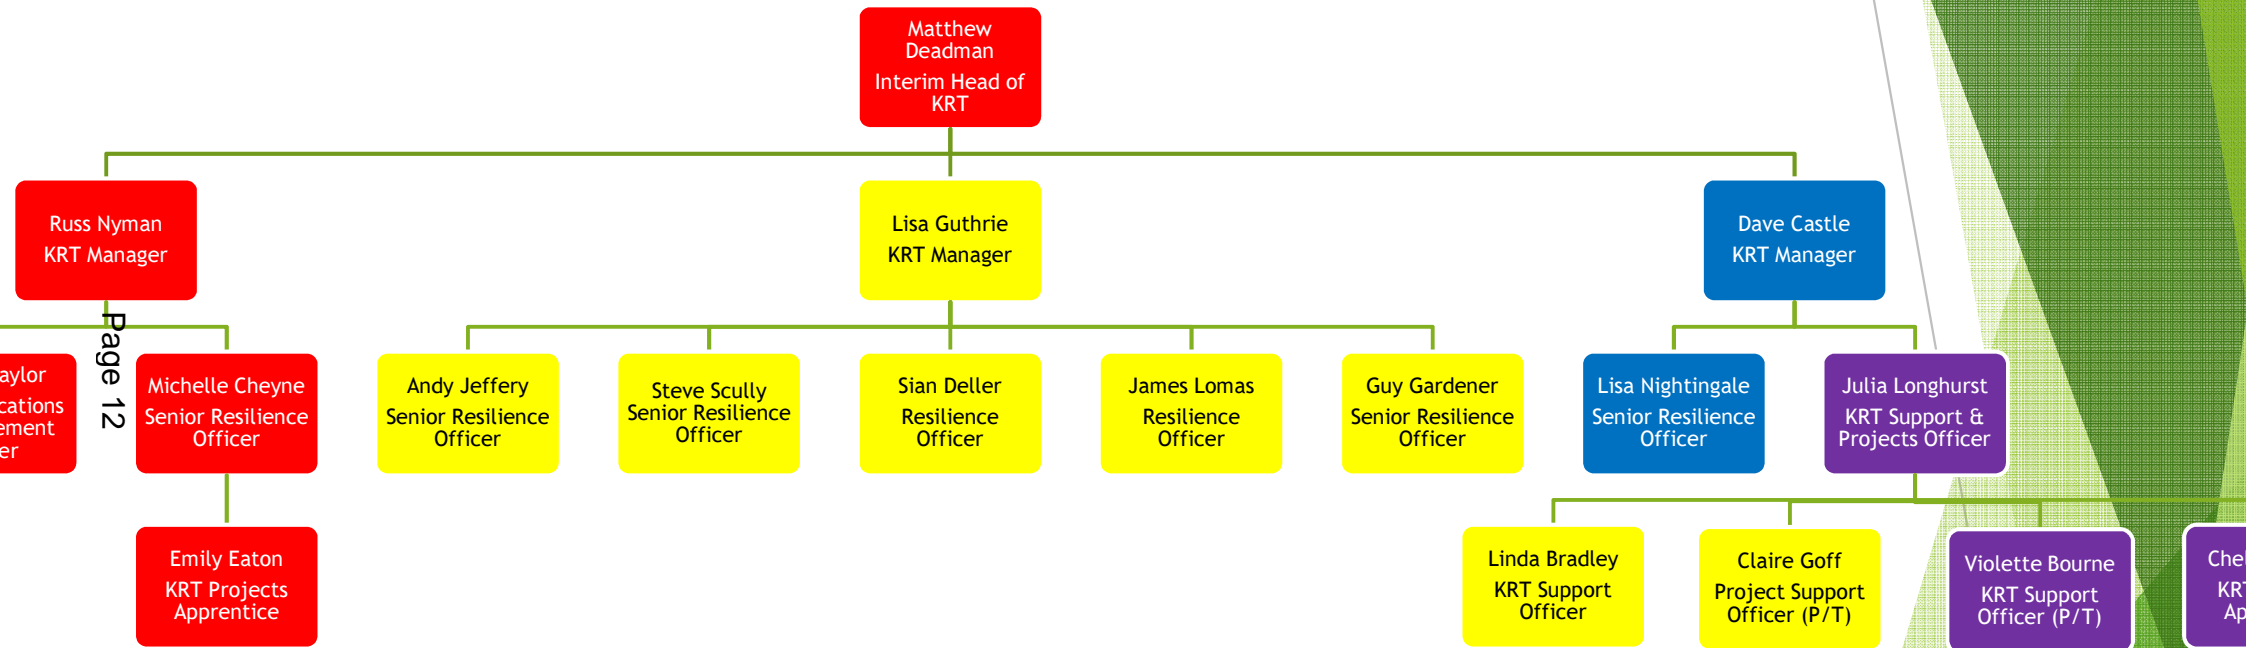 Matthew
Deadman
Interim Head of
KRT
Russ Nyman
KRT Manager
Lisa Guthrie
KRT Manager
Dave Castle
KRT Manager
Page 12
Michelle Cheyne
Senior Resilience
Officer
Andy Jeffery
Senior Resilience
Officer
Steve Scully
Senior Resilience
Officer
Sian Deller
Resilience
Officer
James Lomas
Resilience
Officer
Guy Gardener
Senior Resilience
Officer
Lisa Nightingale
Senior Resilience
Officer
Julia Longhurst
KRT Support &
Projects Officer
Emily Eaton
KRT Projects
Apprentice
Linda Bradley
KRT Support
Officer
Claire Goff
Project Support
Officer (P/T)
Violette Bourne
KRT Support
Officer (P/T)
KRT